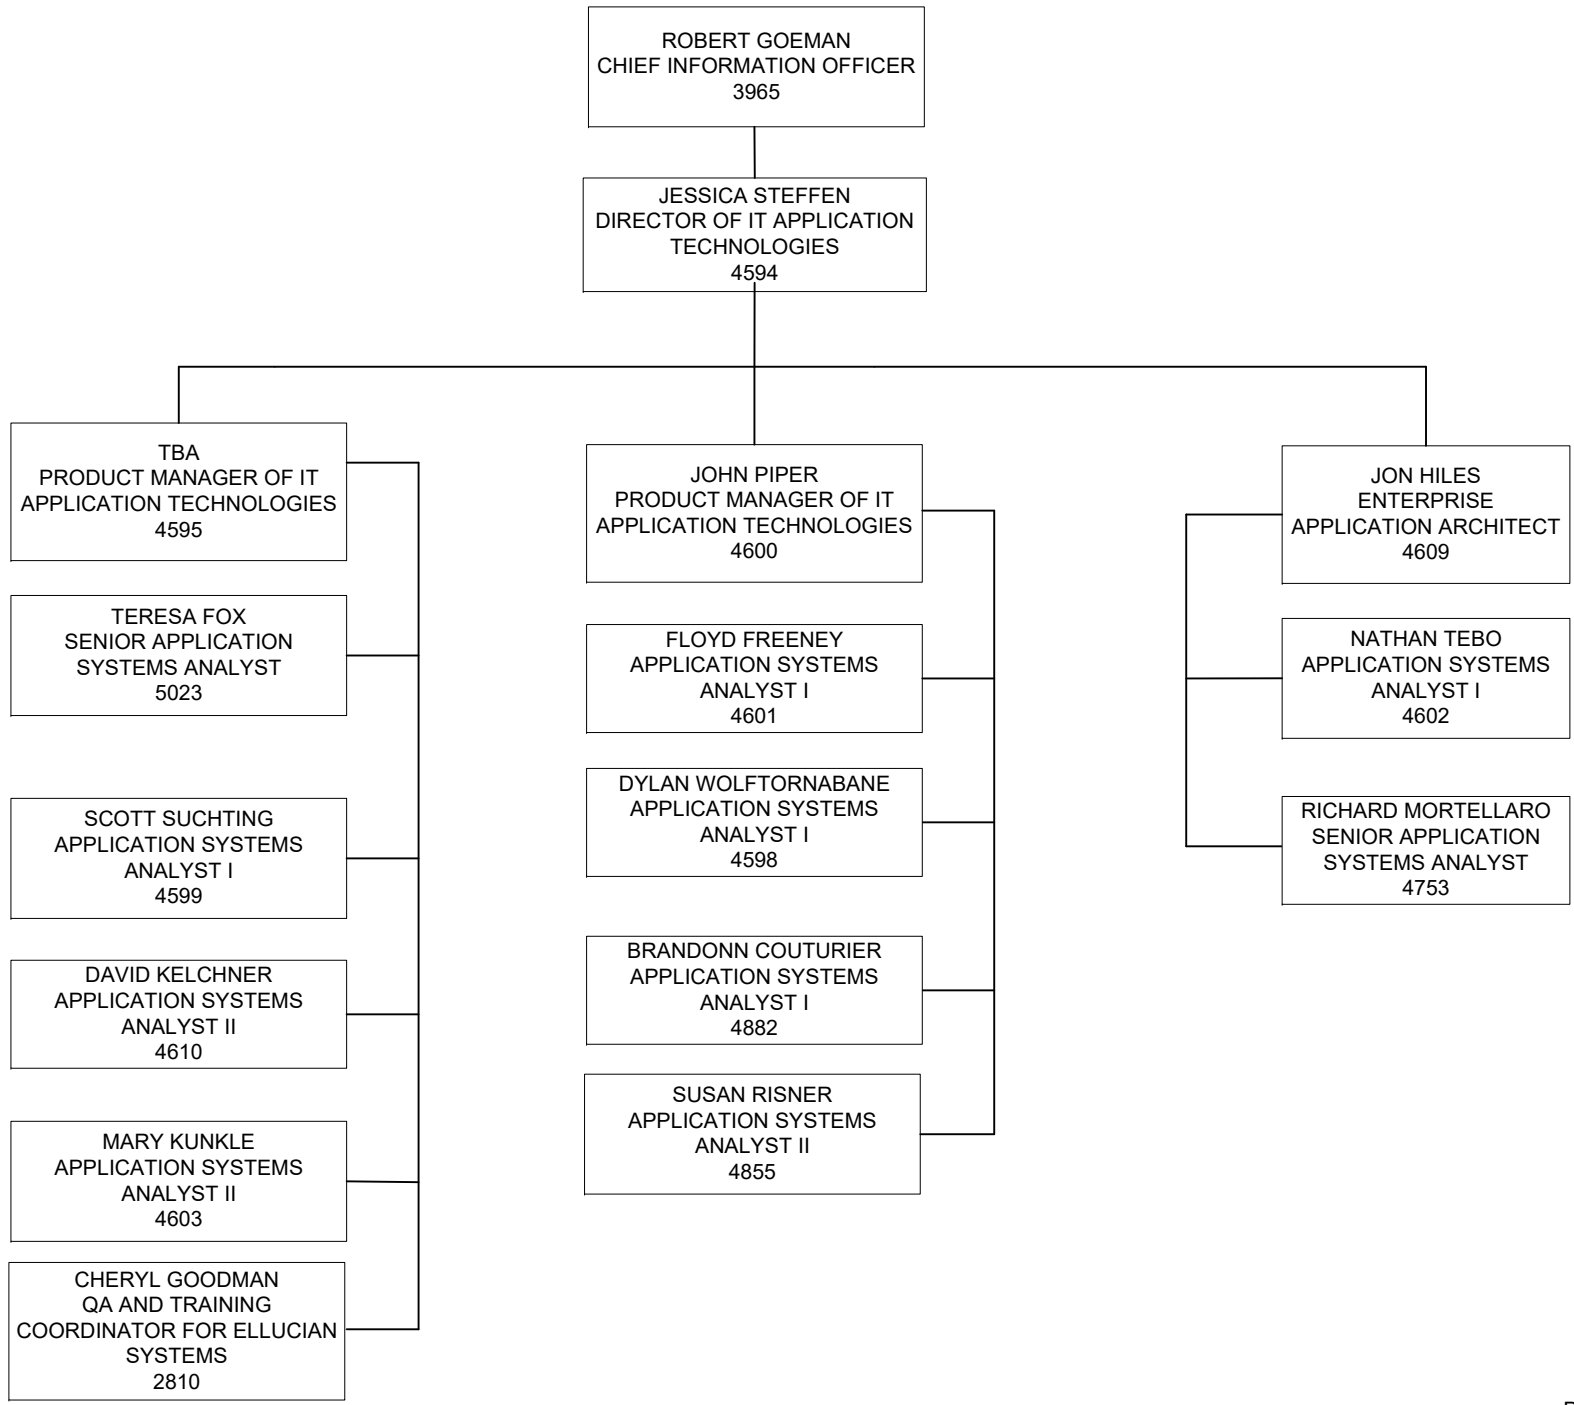 ROBERT GOEMAN
CHIEF INFORMATION OFFICER
3965
JESSICA STEFFEN
DIRECTOR OF IT APPLICATION
TECHNOLOGIES
4594
TBA
PRODUCT MANAGER OF IT
APPLICATION TECHNOLOGIES
4595
TERESA FOX
SENIOR APPLICATION
SYSTEMS ANALYST
5023
SCOTT SUCHTING
APPLICATION SYSTEMS
ANALYST I
4599
DAVID KELCHNER
APPLICATION SYSTEMS
ANALYST II
4610
MARY KUNKLE
APPLICATION SYSTEMS
ANALYST II
4603
CHERYL GOODMAN
QA AND TRAINING
COORDINATOR FOR ELLUCIAN
SYSTEMS
2810
JOHN PIPER
PRODUCT MANAGER OF IT
APPLICATION TECHNOLOGIES
4600
FLOYD FREENEY
APPLICATION SYSTEMS
ANALYST I
4601
DYLAN WOLFTORNABANE
APPLICATION SYSTEMS
ANALYST I
4598
BRANDONN COUTURIER
APPLICATION SYSTEMS
ANALYST I
4882
SUSAN RISNER
APPLICATION SYSTEMS
ANALYST II
4855
JON HILES
ENTERPRISE
APPLICATION ARCHITECT
4609
NATHAN TEBO
APPLICATION SYSTEMS
ANALYST I
4602
RICHARD MORTELLARO
SENIOR APPLICATION
SYSTEMS ANALYST
4753